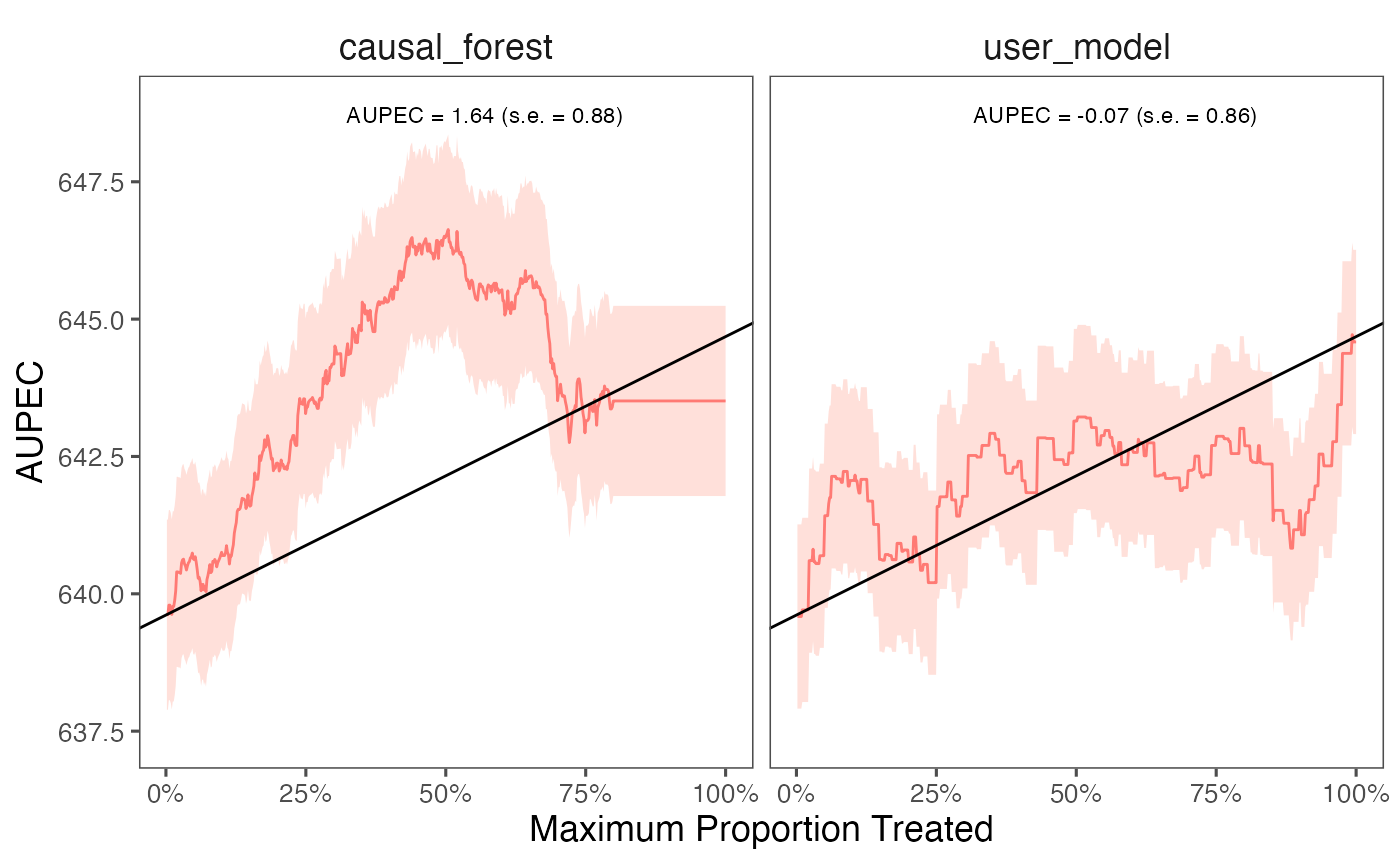 causal_forest
user_model
AUPEC = 1.64 (s.e. = 0.88)
AUPEC = -0.07 (s.e. = 0.86)
AUPEC
647.5
645.0
642.5
640.0
637.5
0% 25% 50% 75% 100%
0% 25% 50% 75% 100%
Maximum Proportion Treated